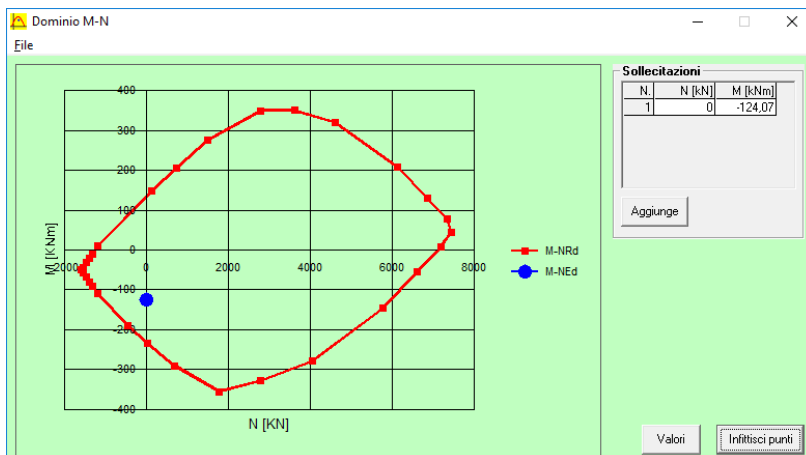 Dominio M-N
File
400
300
200
100
0
-100
-200
-300
-400
M [KNm]
-2000
0
2000
4000
6000
8000
N [KN]
M-NRd
M-NEd
Sollecitazioni
N. N [kN] M [kNm]
1 0 -124,07
Aggiunge
Valori
Infittisci punti